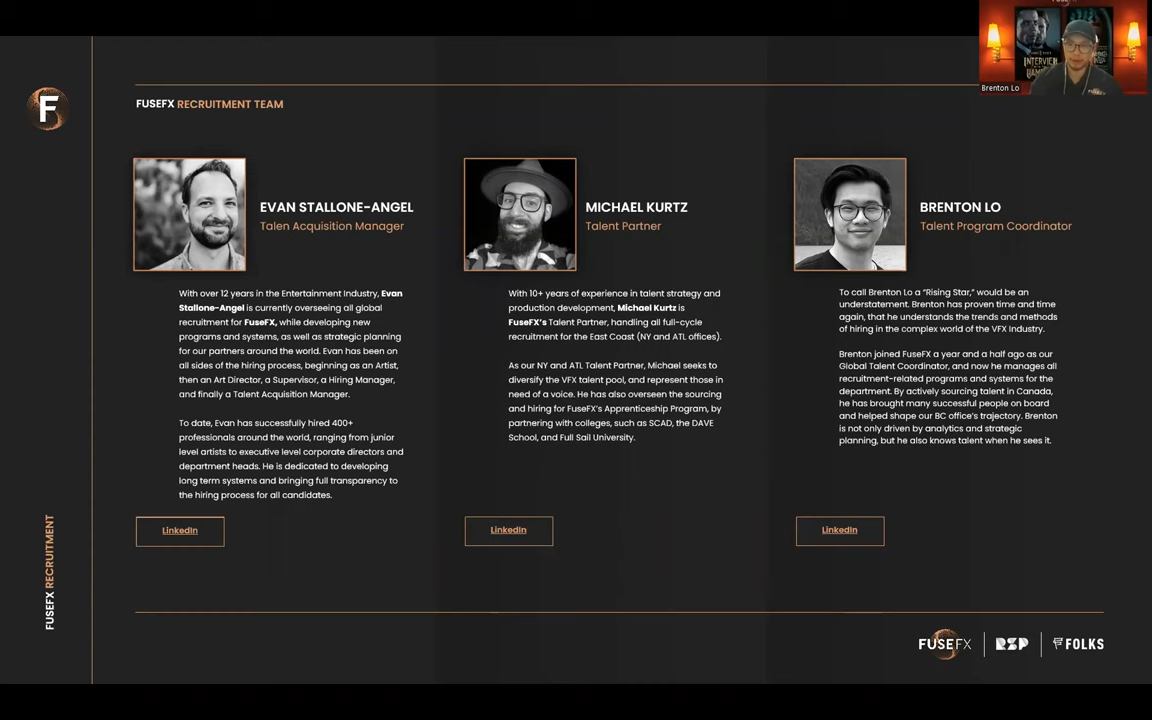 INTERVIEW
Brenton Lo
F
FUSEFX RECRUITMENT TEAM
EVAN STALLONE-ANGEL
Talen Acquisition Manager
With over 12 years in the Entertainment Industry, Evan
Stallone-Angel is currently overseeing all global
recruitment for FuseFX, while developing new
programs and systems, as well as strategic planning
for our partners around the world. Evan has been on
all sides of the hiring process, beginning as an Artist,
then an Art Director, a Supervisor, a Hiring Manager,
and finally a Talent Acquisition Manager.
To date, Evan has successfully hired 400+
professionals around the world, ranging from junior
level artists to executive level corporate directors and
department heads. He is dedicated to developing
long term systems and bringing full transparency to
the hiring process for all candidates.
LinkedIn
MICHAEL KURTZ
Talent Partner
With 10+ years of experience in talent strategy and
production development, Michael Kurtz is
FuseFX's Talent Partner, handling all full-cycle
recruitment for the East Coast (NY and ATL offices).
As our NY and ATL Talent Partner, Michael seeks to
diversify the VFX talent pool, and represent those in
need of a voice. He has also overseen the sourcing
and hiring for FuseFX's Apprenticeship Program, by
partnering with colleges, such as SCAD, the DAVE
School, and Full Sail University.
LinkedIn
BRENTON LO
Talent Program Coordinator
To call Brenton Lo a "Rising Star," would be an
understatement. Brenton has proven time and time
again, that he understands the trends and methods
of hiring in the complex world of the VFX Industry.
Brenton joined FuseFX a year and a half ago as our
Global Talent Coordinator, and now he manages all
recruitment-related programs and systems for the
department. By actively sourcing talent in Canada,
he has brought many successful people on board
and helped shape our BC office's trajectory. Brenton
is not only driven by analytics and strategic
planning, but he also knows talent when he sees it.
LinkedIn
FUSEFX RECRUITMENT
FUSEFX
RSP
FOLKS